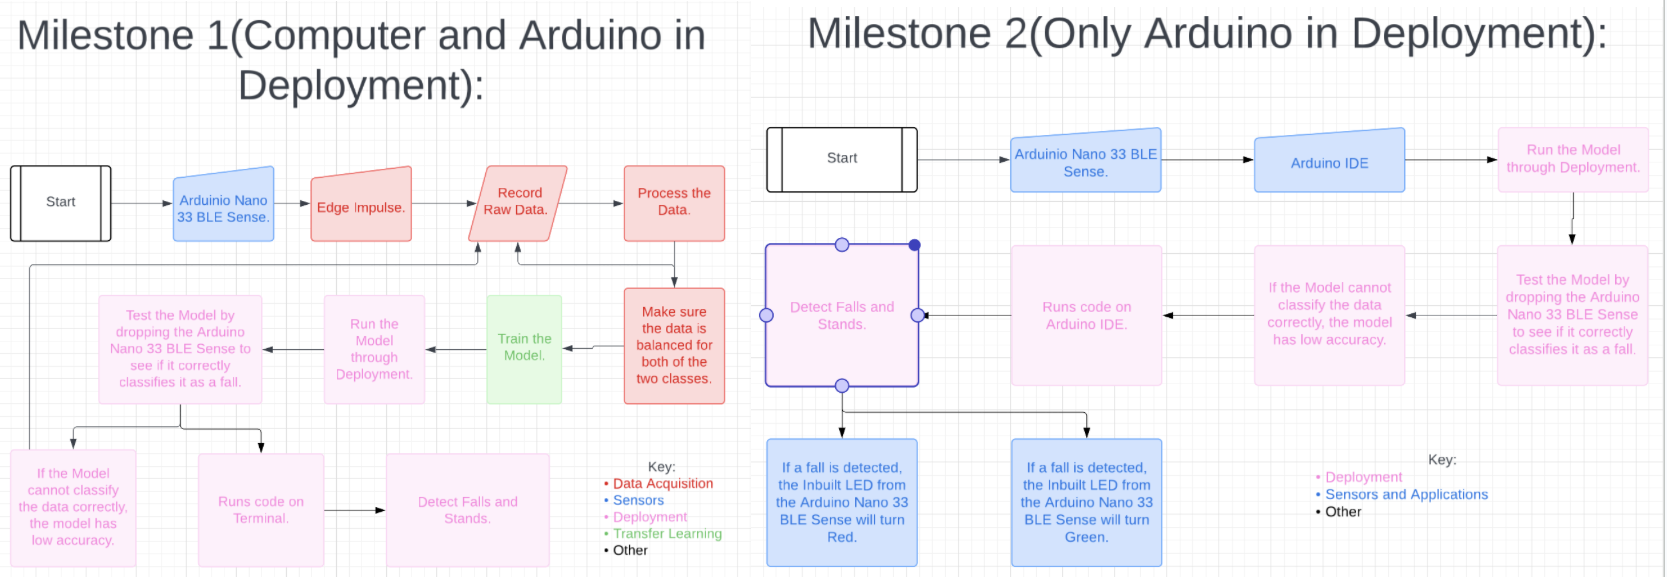 Milestone 1(Computer and Arduino in
Deployment):
Start
Arduinio Nano
33 BLE Sense.
Edge Impulse.
Record
Raw Data.
Process the
Data.
Make sure
the data is
balanced for
both of the
two classes.
Train the
Model.
Run the
Model
through
Deployment.
Test the Model by
dropping the Arduino
Nano 33 BLE Sense to
see if it correctly
classifies it as a fall.
If the Model
cannot classify
the data correctly,
the model has
low accuracy.
Runs code on
Terminal.
Detect Falls and
Stands.
Key:
• Data Acquisition
• Sensors
• Deployment
• Transfer Learning
• Other
Milestone 2(Only Arduino in Deployment):
Start
Arduinio Nano 33 BLE
Sense.
Arduino IDE
Run the Model
through Deployment.
Test the Model by
dropping the Arduino
Nano 33 BLE Sense
to see if it correctly
classifies it as a fall.
If the Model cannot
classify the data
correctly, the model
has low accuracy.
Runs code on
Arduino IDE.
Detect Falls and
Stands.
If a fall is detected,
the Inbuilt LED from
the Arduino Nano 33
BLE Sense will turn
Red.
If a fall is detected,
the Inbuilt LED from
the Arduino Nano 33
BLE Sense will turn
Green.
Key:
• Deployment
• Sensors and Applications
• Other